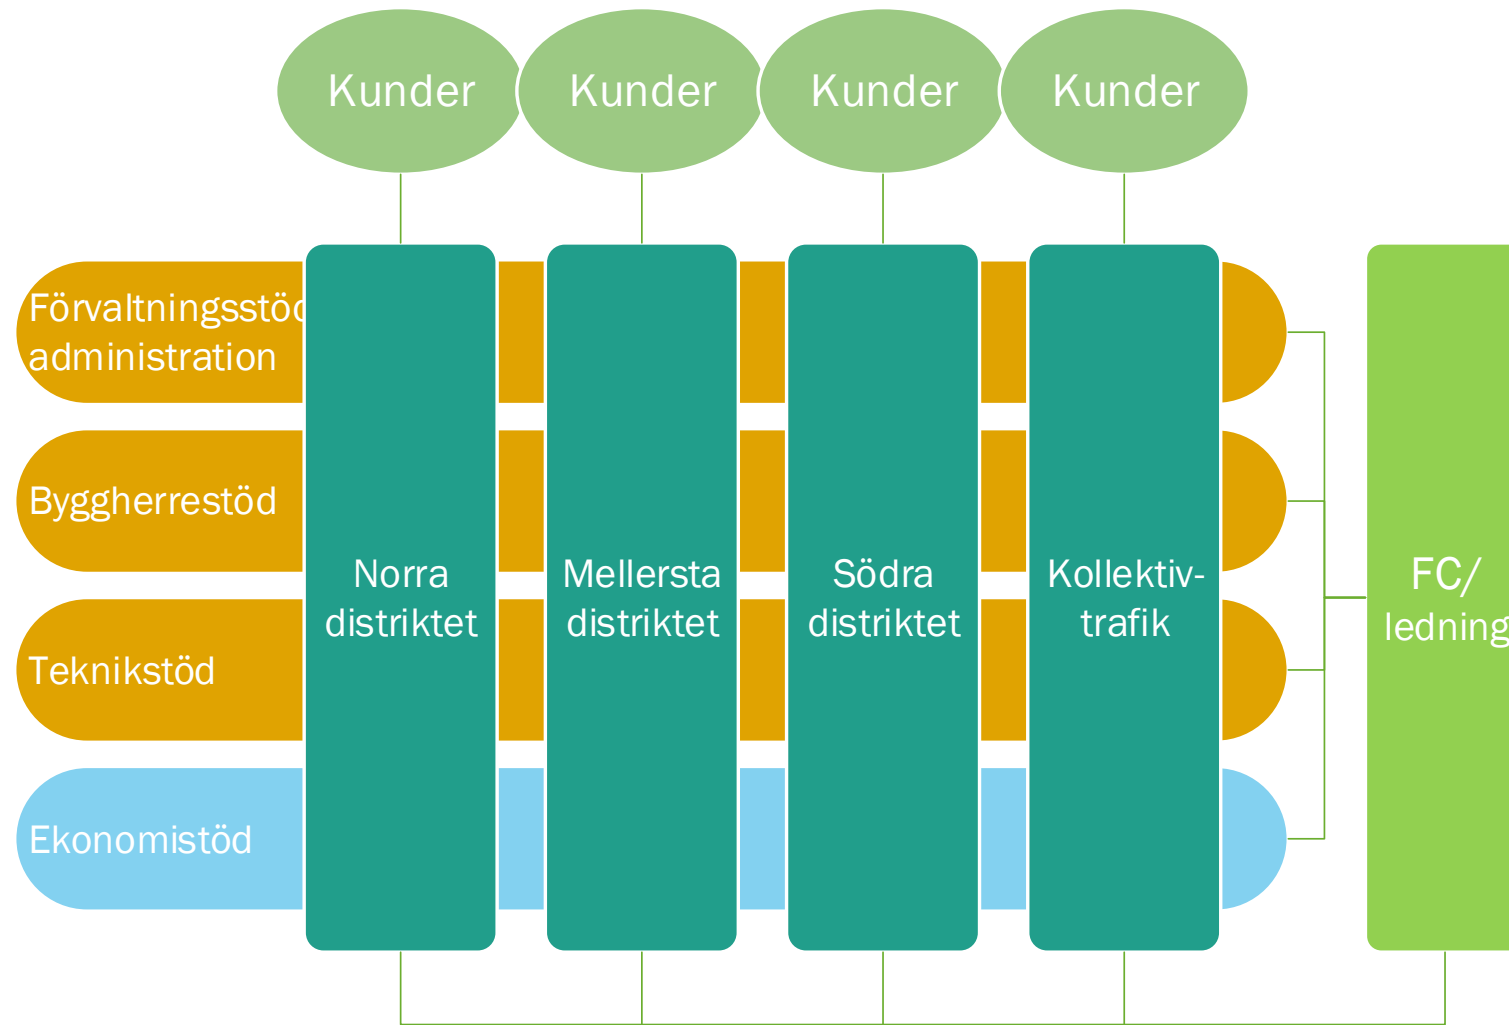 Kunder
Kunder
Kunder
Kunder
Förvaltningsstöd
administration
Byggherrestöd
Teknikstöd
Ekonomistöd
Norra
distriktet
Mellersta
distriktet
Södra
distriktet
Kollektiv-
trafik
FC/
ledning